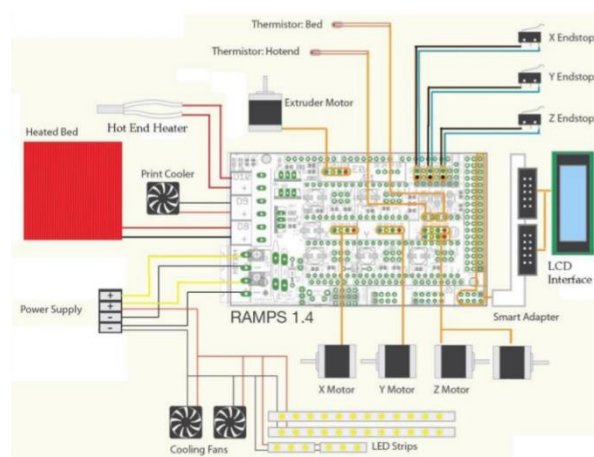 Thermistor: Bed
Thermistor: Hotend
X Endstop
Y Endstop
Z Endstop
Extruder Motor
Hot End Heater
Heated Bed
Print Cooler
D10
D9
D8
LCD
Interface
Power Supply
RAMPS 1.4
Smart Adapter
X Motor
Y Motor
Z Motor
Cooling Fans
LED Strips